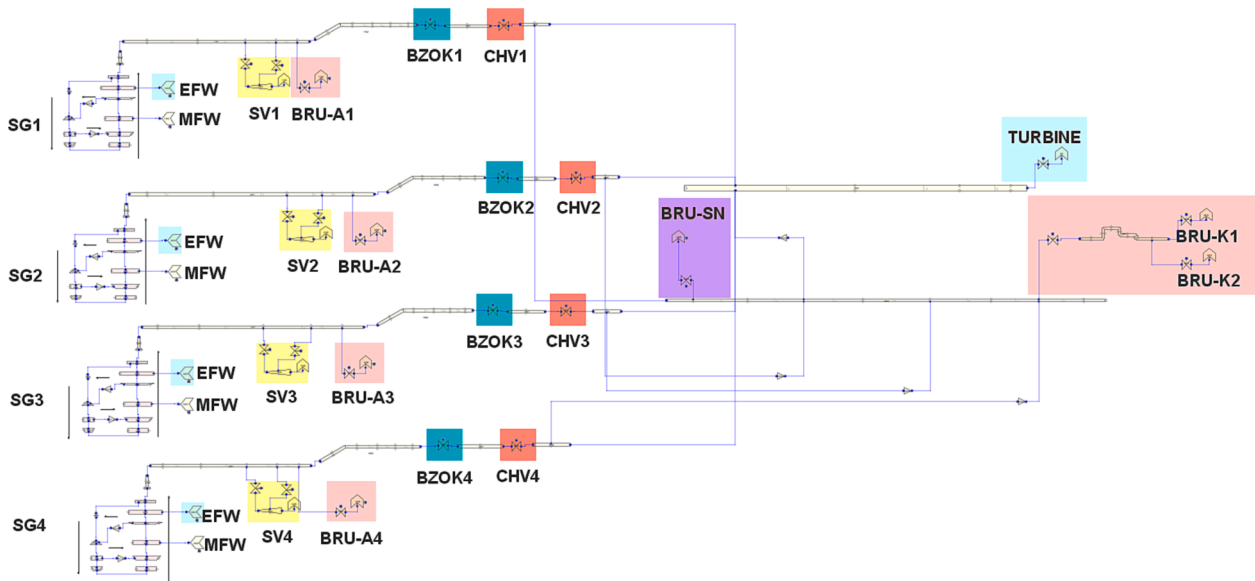 BZOK1
CHV1
SG1
EFW
MFW
SV1
BRU-A1
TURBINE
BZOK2
CHV2
BRU-SN
SG2
EFW
MFW
SV2
BRU-A2
BRU-K1
BRU-K2
BZOK3
CHV3
SG3
EFW
MFW
SV3
BRU-A3
BZOK4
CHV4
SG4
EFW
MFW
SV4
BRU-A4